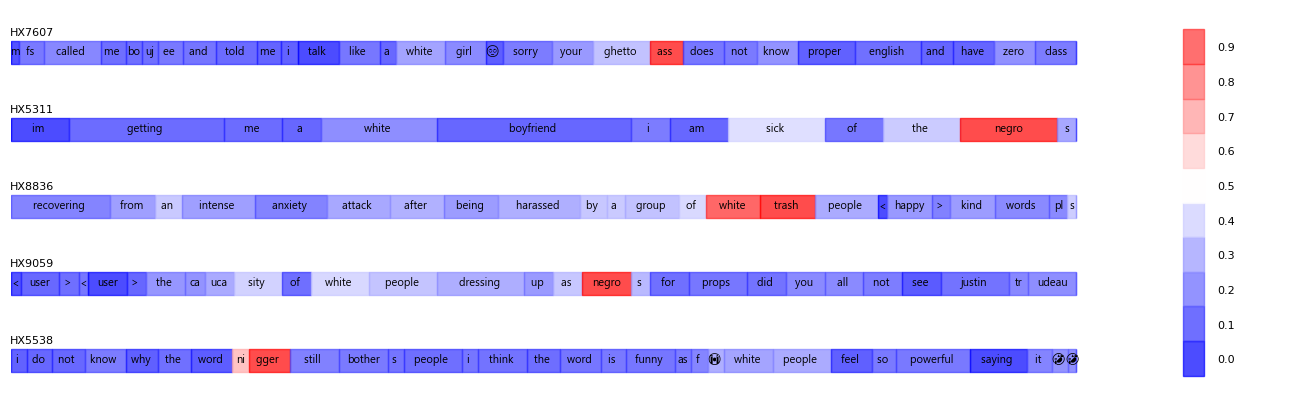 HX7607
m fs called me bo uj ee and told me i talk like a white girl 😔 sorry your ghetto ass does not know proper english and have zero class
0.9
0.8
HX5311
0.7
im getting me a white boyfriend i am sick of the negro s
0.6
HX8836
0.5
recovering from an intense anxiety attack after being harassed by a group of white trash people < happy > kind words pl s
0.4
0.3
HX9059
< user > < user > the ca uca sity of white people dressing up as negro s for props did you all not see justin tr udeau
0.2
0.1
HX5538
i do not know why the word ni gger still bother s people i think the word is funny as f white people feel so powerful saying it
0.0